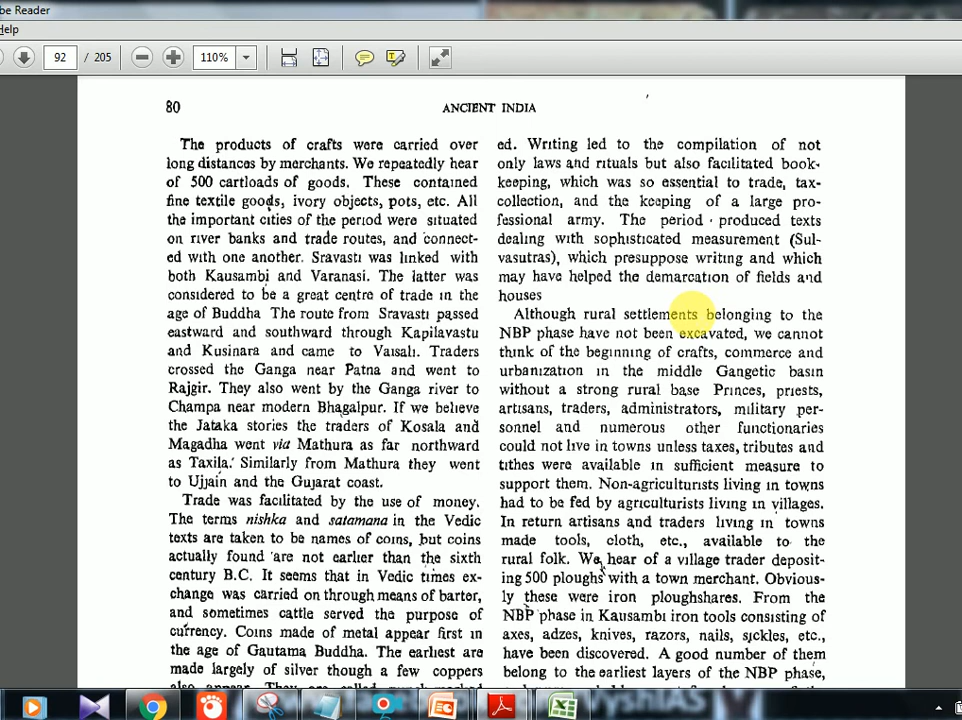 be Reader
Help
92 / 205
110%
80
ANCIENT INDIA
The products of crafts were carried over
long distances by merchants. We repeatedly hear
of 500 cartloads of goods. These contained
fine textile goods, ivory objects, pots, etc. All
the important cities of the period were situated
on river banks and trade routes, and connect-
ed with one another. Sravasti was linked with
both Kausambi and Varanasi. The latter was
considered to be a great centre of trade in the
age of Buddha The route from Sravasti passed
eastward and southward through Kapilavastu
and Kusinara and came to Vaisali. Traders
crossed the Ganga near Patna and went to
Rajgir. They also went by the Ganga river to
Champa near modern Bhagalpur. If we believe
the Jataka stories the traders of Kosala and
Magadha went via Mathura as far northward
as Taxila. Similarly from Mathura they went
to Ujjain and the Gujarat coast.
Trade was facilitated by the use of money.
The terms nishka and satamana in the Vedic
texts are taken to be names of coins, but coins
actually found are not earlier than the sixth
century B.C. It seems that in Vedic times ex-
change was carried on through means of barter,
and sometimes cattle served the purpose of
currency. Coins made of metal appear first in
the age of Gautama Buddha. The earliest are
made largely of silver though a few coppers
ed. Writing led to the compilation of not
only laws and rituals but also facilitated book-
keeping, which was so essential to trade, tax-
collection, and the keeping of a large pro-
fessional army. The period produced texts
dealing with sophisticated measurement (Sul-
vasutras), which presuppose writing and which
may have helped the demarcation of fields and
houses
Although rural settlements belonging to the
NBP phase have not been excavated, we cannot
think of the beginning of crafts, commerce and
urbanization in the middle Gangetic basin
without a strong rural base Princes, priests,
artisans, traders, administrators, military per-
sonnel and numerous other functionaries
could not live in towns unless taxes, tributes and
tithes were available in sufficient measure to
support them. Non-agriculturists living in towns
had to be fed by agriculturists living in villages.
In return artisans and traders living in towns
made tools, cloth, etc., available to the
rural folk. We hear of a village trader deposit-
ing 500 ploughs with a town merchant. Obvious-
ly these were iron ploughshares. From the
NBP phase in Kausambi iron tools consisting of
axes, adzes, knives, razors, nails, sickles, etc.,
have been discovered. A good number of them
belong to the earliest layers of the NBP phase,